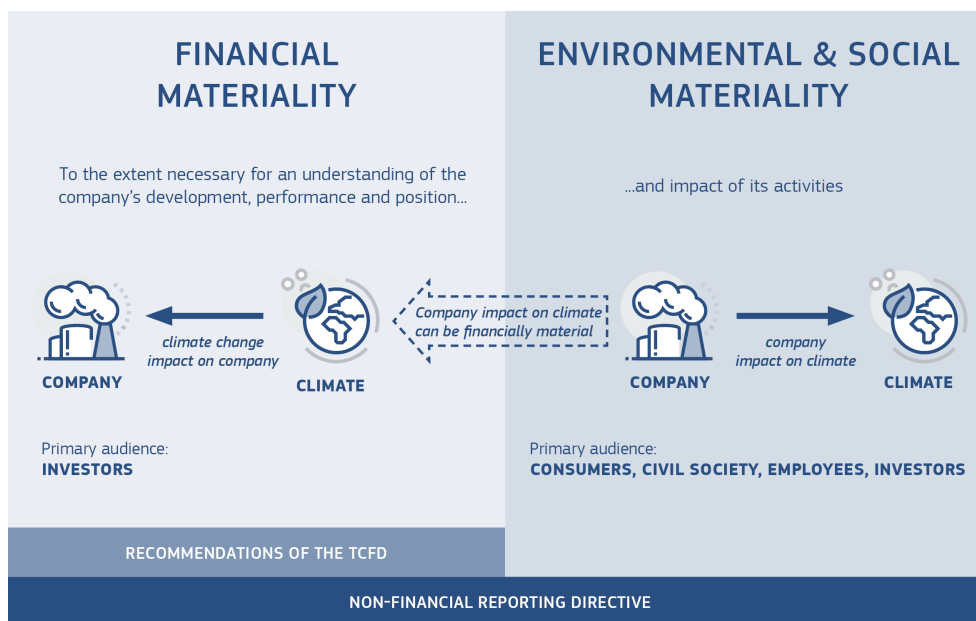 FINANCIAL
MATERIALITY
To the extent necessary for an understanding of the
company's development, performance and position...
climate change
impact on company
COMPANY
CLIMATE
Company impact on climate
can be financially material
Primary audience:
INVESTORS
RECOMMENDATIONS OF THE TCFD
ENVIRONMENTAL & SOCIAL
MATERIALITY
...and impact of its activities
company
impact on climate
COMPANY
CLIMATE
Primary audience:
CONSUMERS, CIVIL SOCIETY, EMPLOYEES, INVESTORS
NON-FINANCIAL REPORTING DIRECTIVE